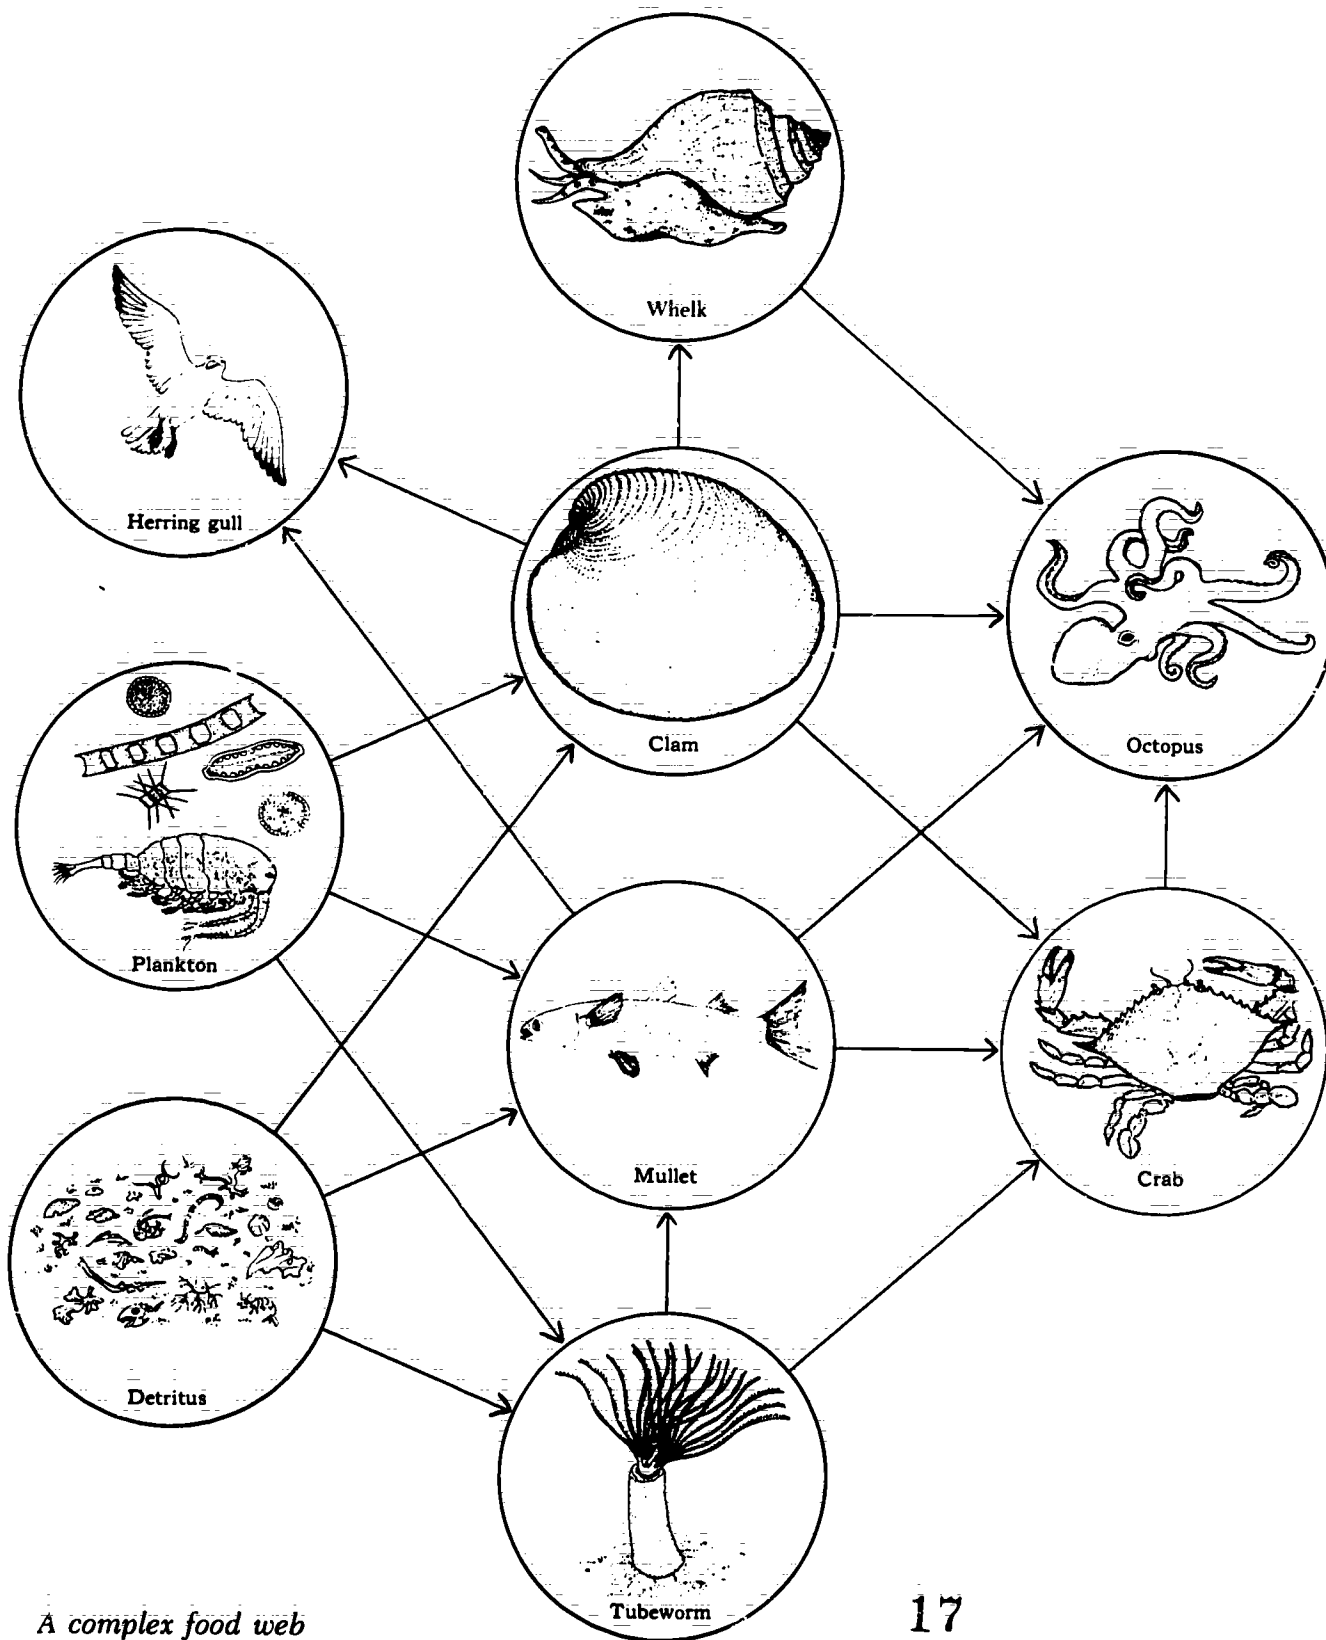 Whelk
Herring gull
Clam
Octopus
Plankton
Mullet
Crab
Detritus
Tubeworm
A complex food web
17